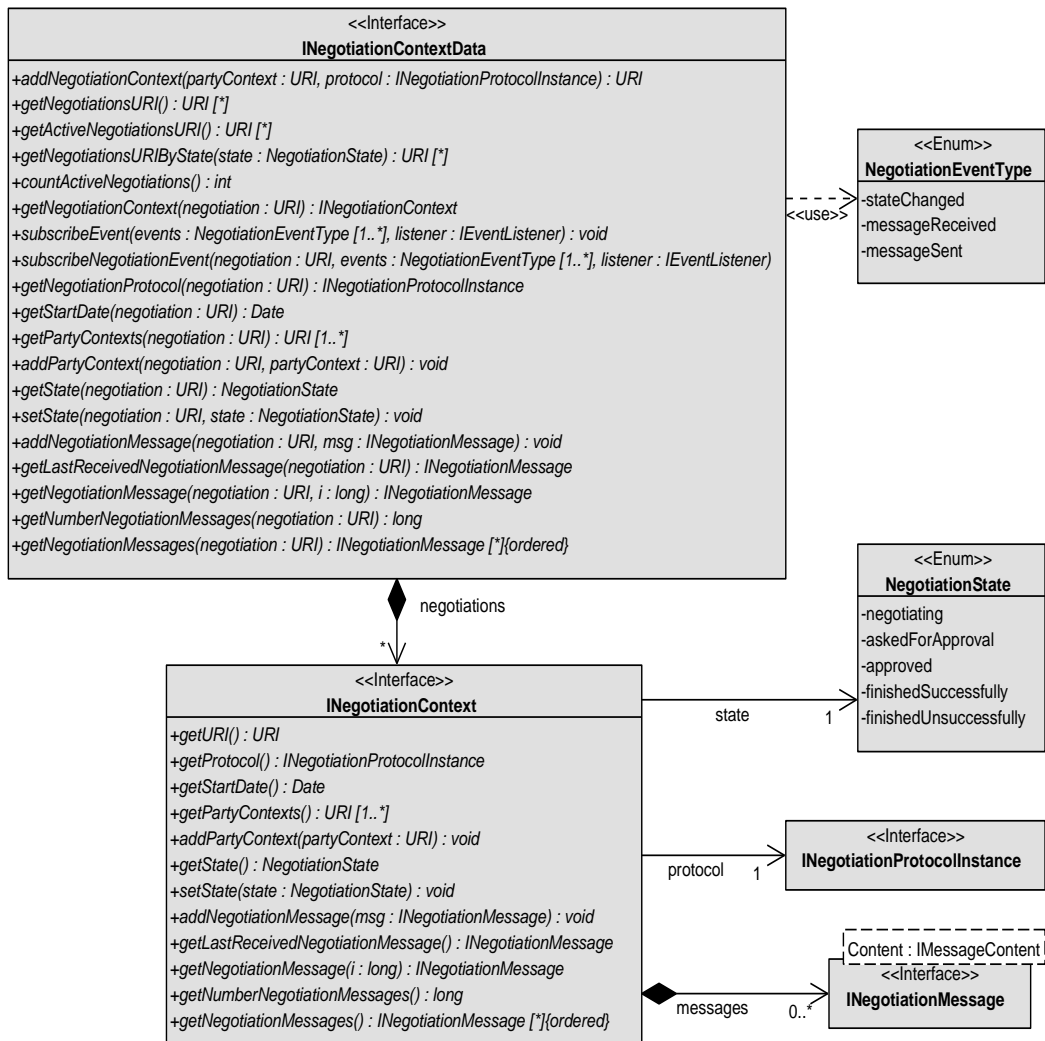 <<Interface>>
INegotiationContextData
+addNegotiationContext(partyContext : URI, protocol : INegotiationProtocolInstance) : URI
+getNegotiationsURI() : URI [*]
+getActiveNegotiationsURI() : URI [*]
+getNegotiationsURIByState(state : NegotiationState) : URI [*]
+countActiveNegotiations() : int
+getNegotiationContext(negotiation : URI) : INegotiationContext
+subscribeEvent(events : NegotiationEventType [1..*], listener : IEventListener) : void
+subscribeNegotiationEvent(negotiation : URI, events : NegotiationEventType [1..*], listener : IEventListener)
+getNegotiationProtocol(negotiation : URI) : INegotiationProtocolInstance
+getStartDate(negotiation : URI) : Date
+getPartyContexts(negotiation : URI) : URI [1..*]
+addPartyContext(negotiation : URI, partyContext : URI) : void
+getState(negotiation : URI) : NegotiationState
+setState(negotiation : URI, state : NegotiationState) : void
+addNegotiationMessage(negotiation : URI, msg : INegotiationMessage) : void
+getLastReceivedNegotiationMessage(negotiation : URI) : INegotiationMessage
+getNegotiationMessage(negotiation : URI, i : long) : INegotiationMessage
+getNumberNegotiationMessages(negotiation : URI) : long
+getNegotiationMessages(negotiation : URI) : INegotiationMessage [*]{ordered}
<<use>>
<<Enum>>
NegotiationEventType
-stateChanged
-messageReceived
-messageSent
negotiations
*
<<Interface>>
INegotiationContext
+getURI() : URI
+getProtocol() : INegotiationProtocolInstance
+getStartDate() : Date
+getPartyContexts() : URI [1..*]
+addPartyContext(partyContext : URI) : void
+getState() : NegotiationState
+setState(state : NegotiationState) : void
+addNegotiationMessage(msg : INegotiationMessage) : void
+getLastReceivedNegotiationMessage() : INegotiationMessage
+getNegotiationMessage(i : long) : INegotiationMessage
+getNumberNegotiationMessages() : long
+getNegotiationMessages() : INegotiationMessage [*]{ordered}
state
1
<<Enum>>
NegotiationState
-negotiating
-askedForApproval
-approved
-finishedSuccessfully
-finishedUnsuccessfully
protocol
1
<<Interface>>
INegotiationProtocolInstance
messages
0..*
Content : IMessageContent
<<Interface>>
INegotiationMessage